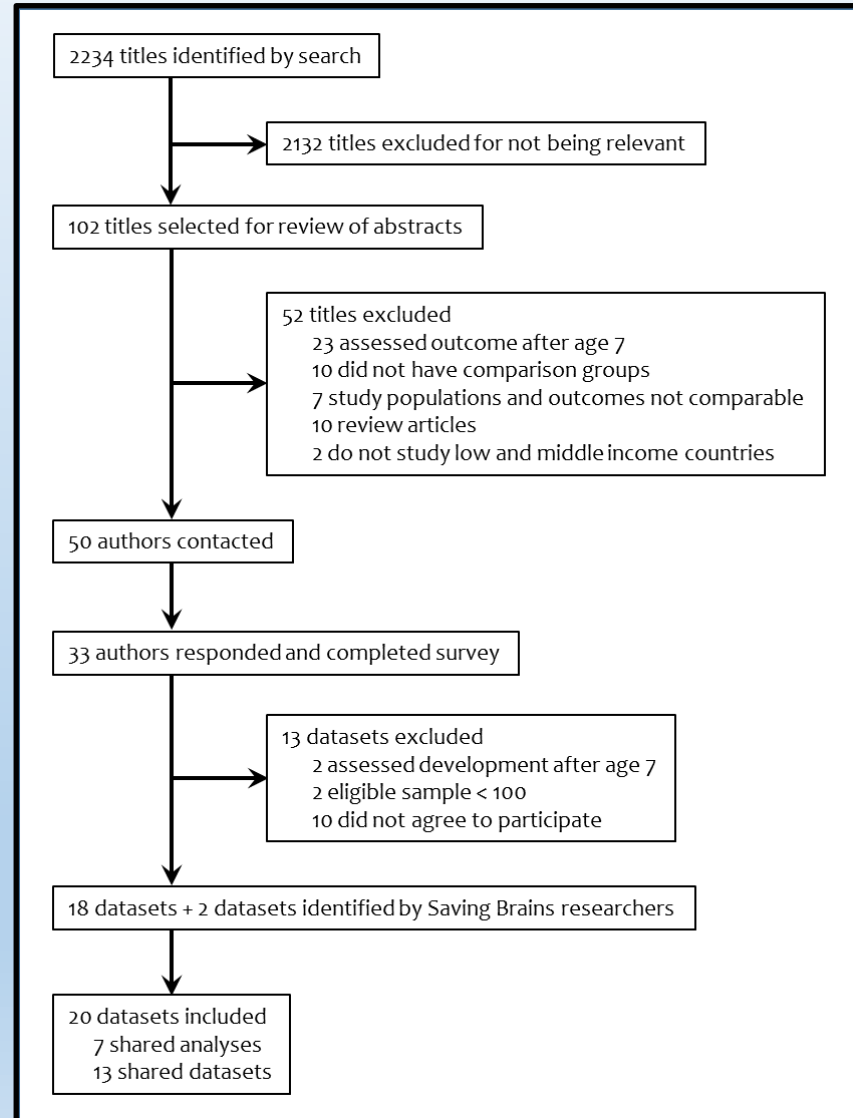 2234 titles identified by search
2132 titles excluded for not being relevant
102 titles selected for review of abstracts
52 titles excluded
23 assessed outcome after age 7
10 did not have comparison groups
7 study populations and outcomes not comparable
10 review articles
2 do not study low and middle income countries
50 authors contacted
33 authors responded and completed survey
13 datasets excluded
2 assessed development after age 7
2 eligible sample < 100
10 did not agree to participate
18 datasets + 2 datasets identified by Saving Brains researchers
20 datasets included
7 shared analyses
13 shared datasets